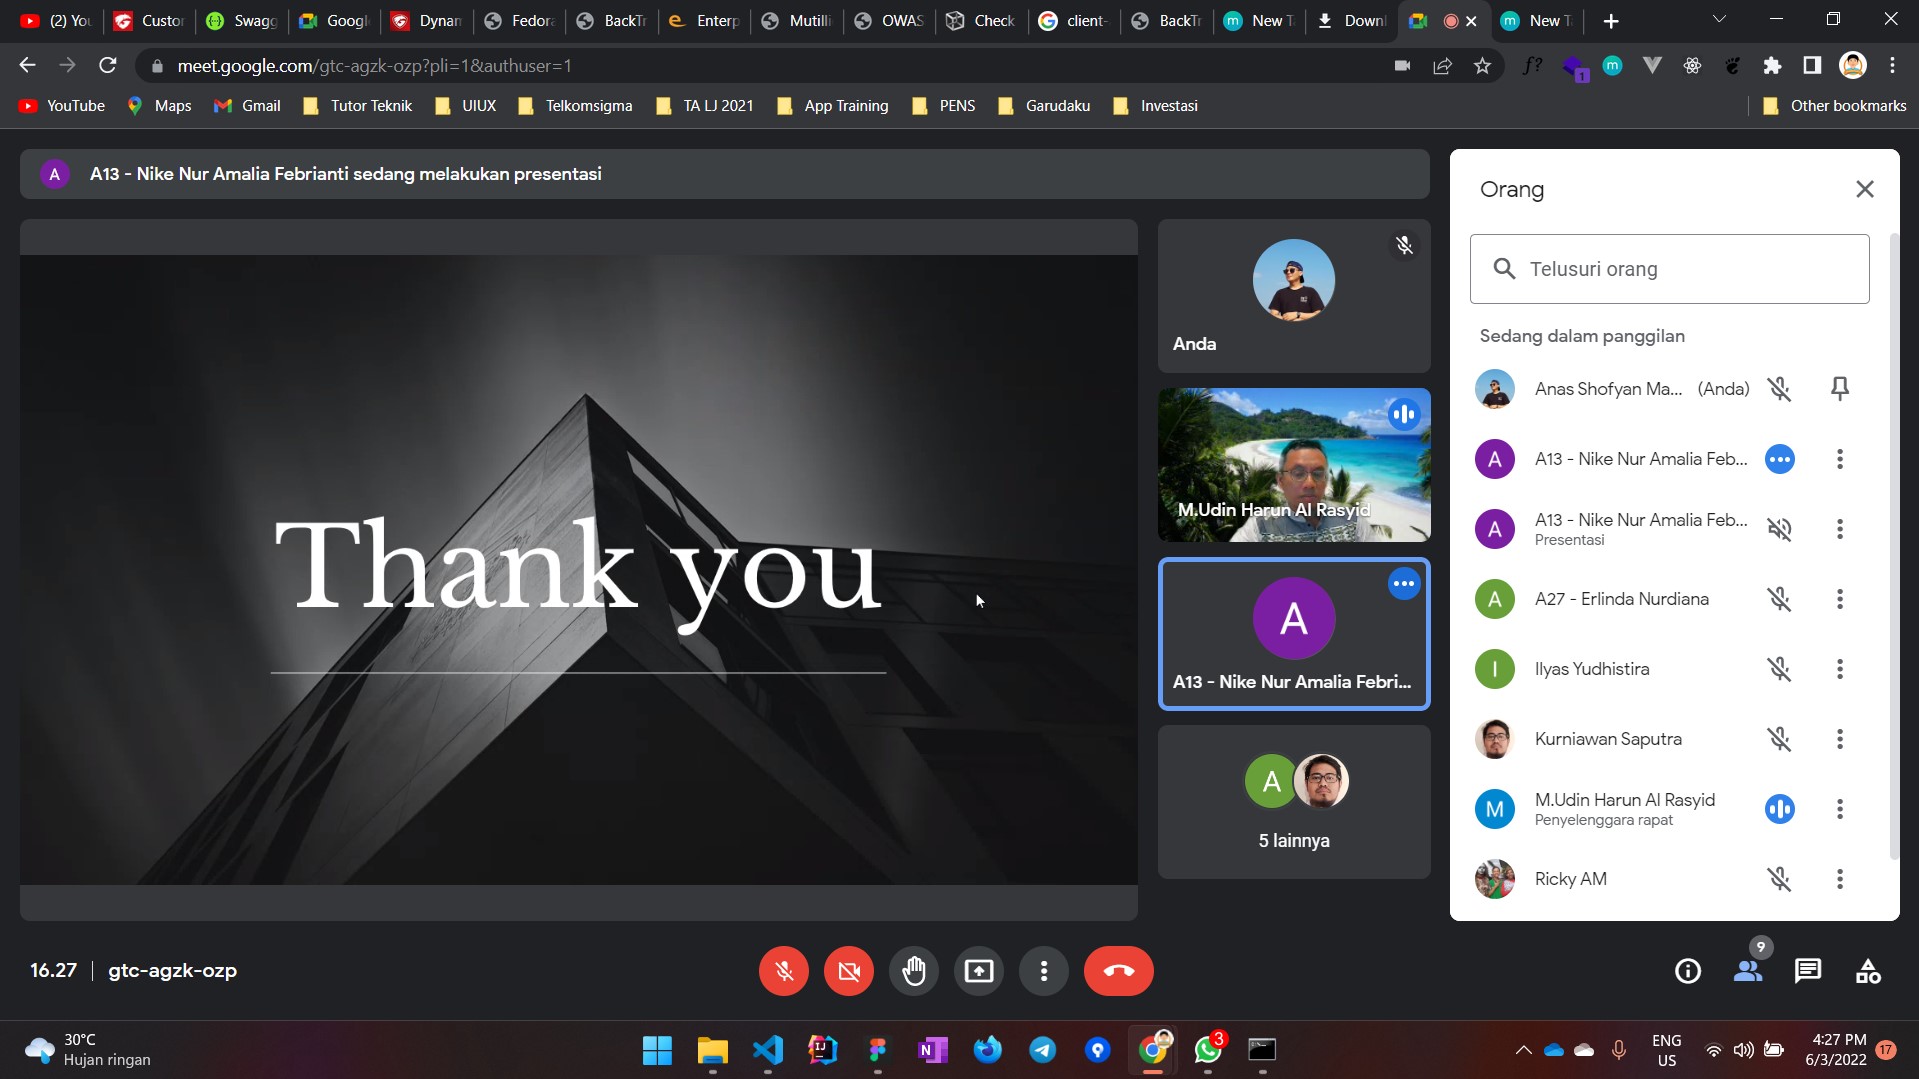 (2) You
Custor
Swagg
Google
Dynam
Fedora
BackTr
Enterp
Mutilli
OWAS
Check
client-
BackTr
New Ta
Downl
New Ta
meet.google.com/gtc-agzk-ozp?pli=1&authuser=1
f?
1
YouTube
Maps
Gmail
Tutor Teknik
UIUX
Telkomsigma
TA LJ 2021
App Training
PENS
Garudaku
Investasi
Other bookmarks
A
A13 - Nike Nur Amalia Febrianti sedang melakukan presentasi
Thank you
Anda
M.Udin Harun Al Rasyid
A
A13 - Nike Nur Amalia Febri...
A
5 lainnya
Orang
Telusuri orang
Sedang dalam panggilan
Anas Shofyan Ma... (Anda)
A
A13 - Nike Nur Amalia Feb...
A
A13 - Nike Nur Amalia Feb...
Presentasi
A
A27 - Erlinda Nurdiana
I
Ilyas Yudhistira
Kurniawan Saputra
M
M.Udin Harun Al Rasyid
Penyelenggara rapat
Ricky AM
16.27 | gtc-agzk-ozp
9
30°C
Hujan ringan
3
ENG
US
4:27 PM
6/3/2022
17